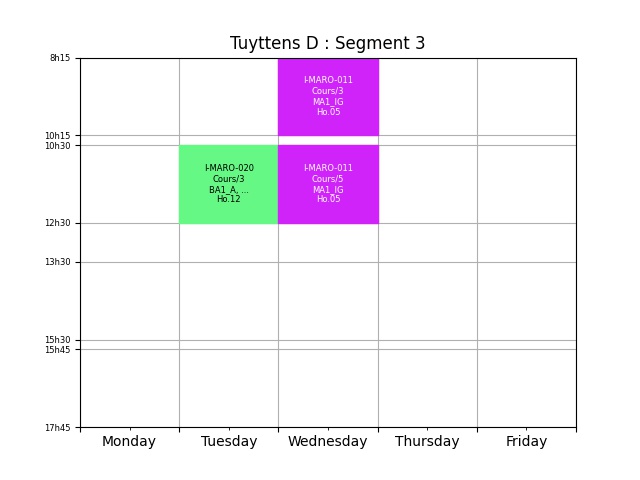 Tuyttens D : Segment 3
8h15
I-MARO-011
Cours/3
MA1_IG
Ho.05
10h15
10h30
I-MARO-020
Cours/3
BA1_A, ...
Ho.12
I-MARO-011
Cours/5
MA1_IG
Ho.05
12h30
13h30
15h30
15h45
17h45
Monday
Tuesday
Wednesday
Thursday
Friday